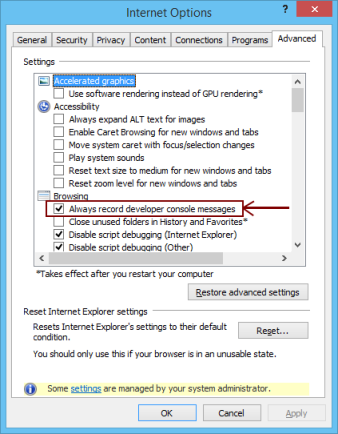 Internet Options
?
General Security Privacy Content Connections Programs Advanced
Settings
Accelerated graphics
Use software rendering instead of GPU rendering*
Accessibility
Always expand ALT text for images
Enable Caret Browsing for new windows and tabs
Move system caret with focus/selection changes
Play system sounds
Reset text size to medium for new windows and tabs
Reset zoom level for new windows and tabs
Browsing
Always record developer console messages
Close unused folders in History and Favorites*
Disable script debugging (Internet Explorer)
Disable script debugging (Other)
*Takes effect after you restart your computer
Restore advanced settings
Reset Internet Explorer settings
Resets Internet Explorer's settings to their default
condition.
Reset...
You should only use this if your browser is in an unusable state.
Some settings are managed by your system administrator.
OK Cancel Apply